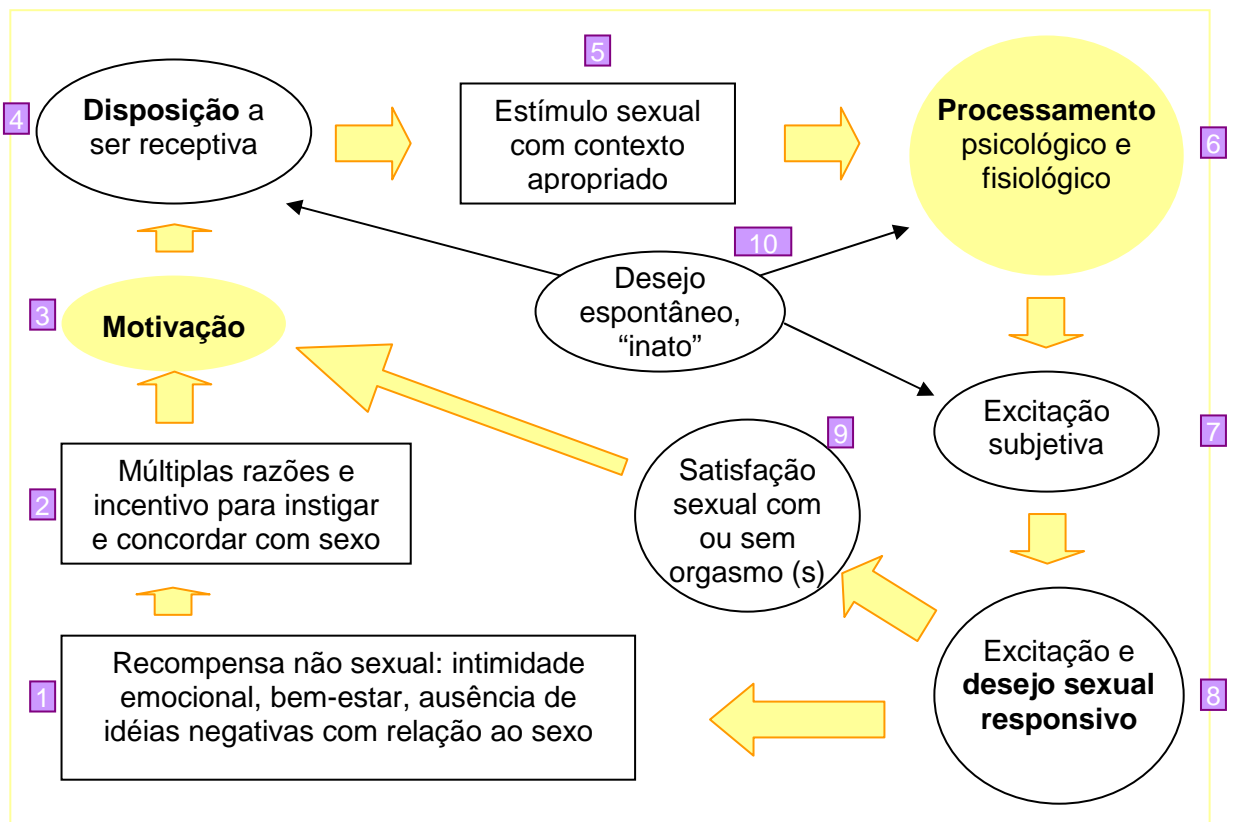 5
4
Disposição a
ser receptiva
Estímulo sexual
com contexto
apropriado
Processamento
psicológico e
fisiológico
6
10
Desejo
espontâneo,
“inato”
3
Motivação
Excitação
subjetiva
7
9
Satisfação
sexual com
ou sem
orgasmo (s)
2
Múltiplas razões e
incentivo para instigar
e concordar com sexo
1
Recompensa não sexual: intimidade
emocional, bem-estar, ausência de
idéias negativas com relação ao sexo
Excitação e
desejo sexual
responsivo
8